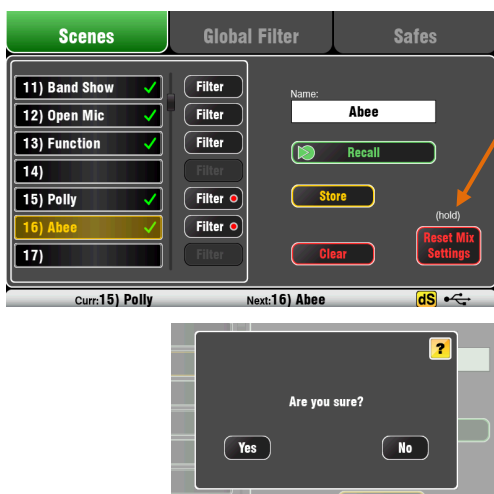 Scenes Global Filter Safes
11) Band Show Filter
12) Open Mic Filter
13) Function Filter
14) Filter
15) Polly Filter
16) Abee Filter
17) Filter
Name:
Abee
Recall
Store
Clear
(hold)
Reset Mix
Settings
Curr:15) Polly Next:16) Abee dS
?
Are you sure?
Yes No